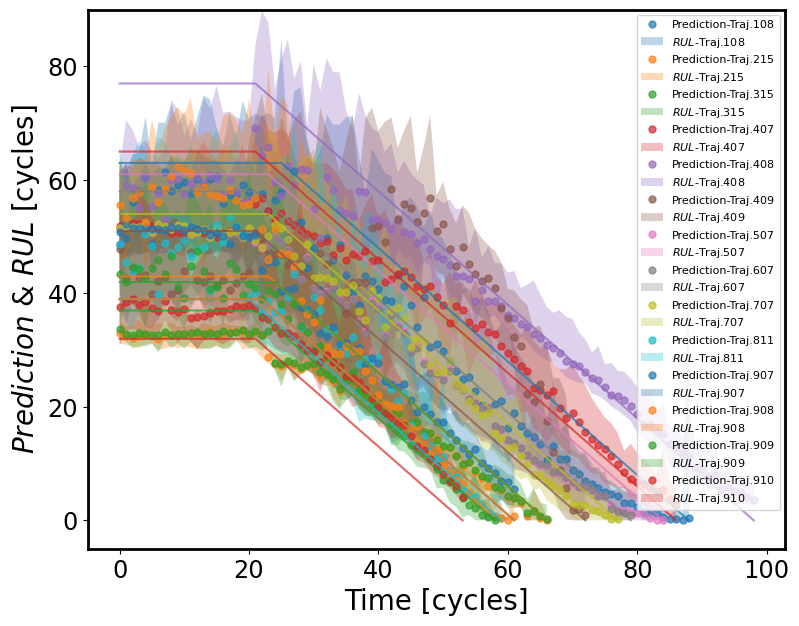 Prediction & RUL [cycles]
80
60
40
20
0
0 20 40 60 80 100
Time [cycles]
Prediction-Traj.108
RUL-Traj.108
Prediction-Traj.215
RUL-Traj.215
Prediction-Traj.315
RUL-Traj.315
Prediction-Traj.407
RUL-Traj.407
Prediction-Traj.408
RUL-Traj.408
Prediction-Traj.409
RUL-Traj.409
Prediction-Traj.507
RUL-Traj.507
Prediction-Traj.607
RUL-Traj.607
Prediction-Traj.707
RUL-Traj.707
Prediction-Traj.811
RUL-Traj.811
Prediction-Traj.907
RUL-Traj.907
Prediction-Traj.908
RUL-Traj.908
Prediction-Traj.909
RUL-Traj.909
Prediction-Traj.910
RUL-Traj.910